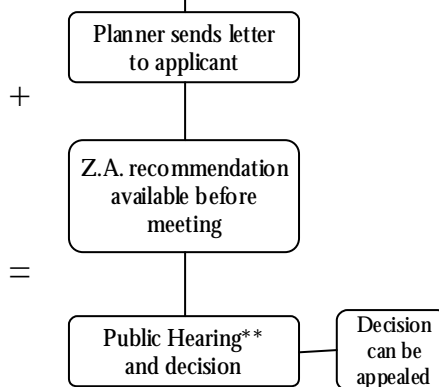 Planner sends letter
to applicant
+
Z.A. recommendation
available before
meeting
=
Public Hearing**
and decision
Decision
can be
appealed